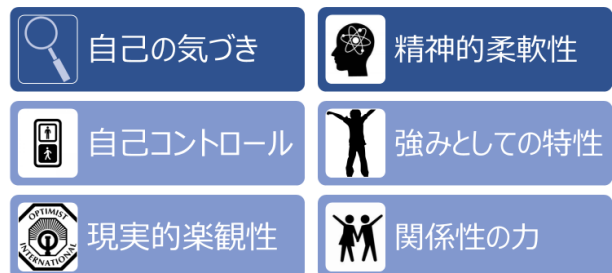 自己の気づき
精神的柔軟性
自己コントロール
強みとしての特性
OPTIMIST
INTERNATIONAL
現実的楽観性
関係性の力